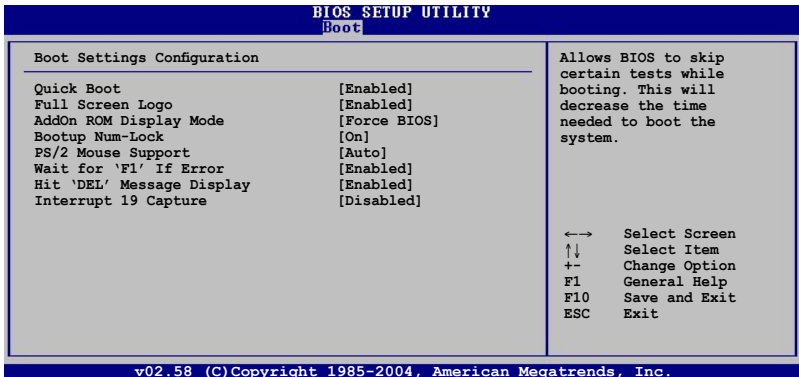 BIOS SETUP UTILITY
Boot
Boot Settings Configuration
Quick Boot [Enabled]
Full Screen Logo [Enabled]
AddOn ROM Display Mode [Force BIOS]
Bootup Num-Lock [On]
PS/2 Mouse Support [Auto]
Wait for ‘F1’ If Error [Enabled]
Hit ‘DEL’ Message Display [Enabled]
Interrupt 19 Capture [Disabled]
Allows BIOS to skip
certain tests while
booting. This will
decrease the time
needed to boot the
system.
←→ Select Screen
↑↓ Select Item
+- Change Option
F1 General Help
F10 Save and Exit
ESC Exit
v02.58 (C)Copyright 1985-2004, American Megatrends, Inc.